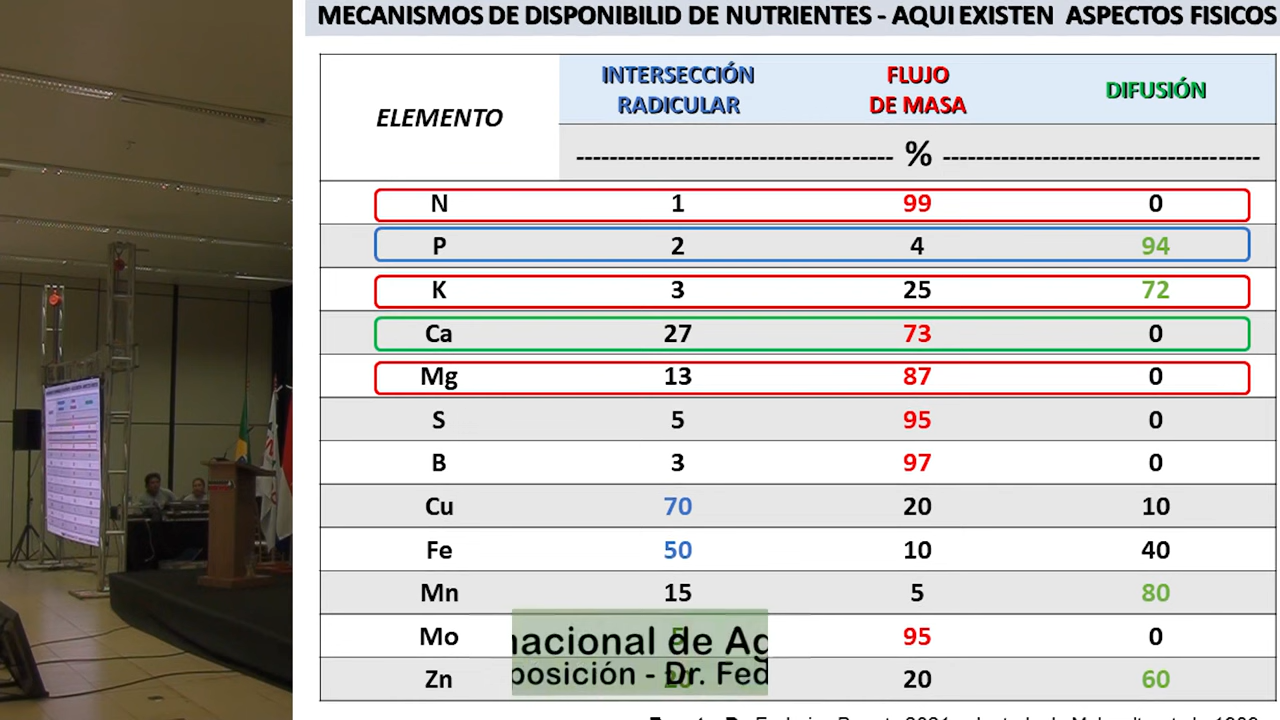 MECANISMOS DE DISPONIBILID DE NUTRIENTES - AQUI EXISTEN ASPECTOS FISICOS
ELEMENTO
INTERSECCIÓN
RADICULAR
FLUJO
DE MASA
DIFUSIÓN
------------------------------------- % -------------------------------------
N 1 99 0
P 2 4 94
K 3 25 72
Ca 27 73 0
Mg 13 87 0
S 5 95 0
B 3 97 0
Cu 70 20 10
Fe 50 10 40
Mn 15 5 80
Mo 5 95 0
Zn 20 20 60
nacional de Ag
posición - Dr. Fed